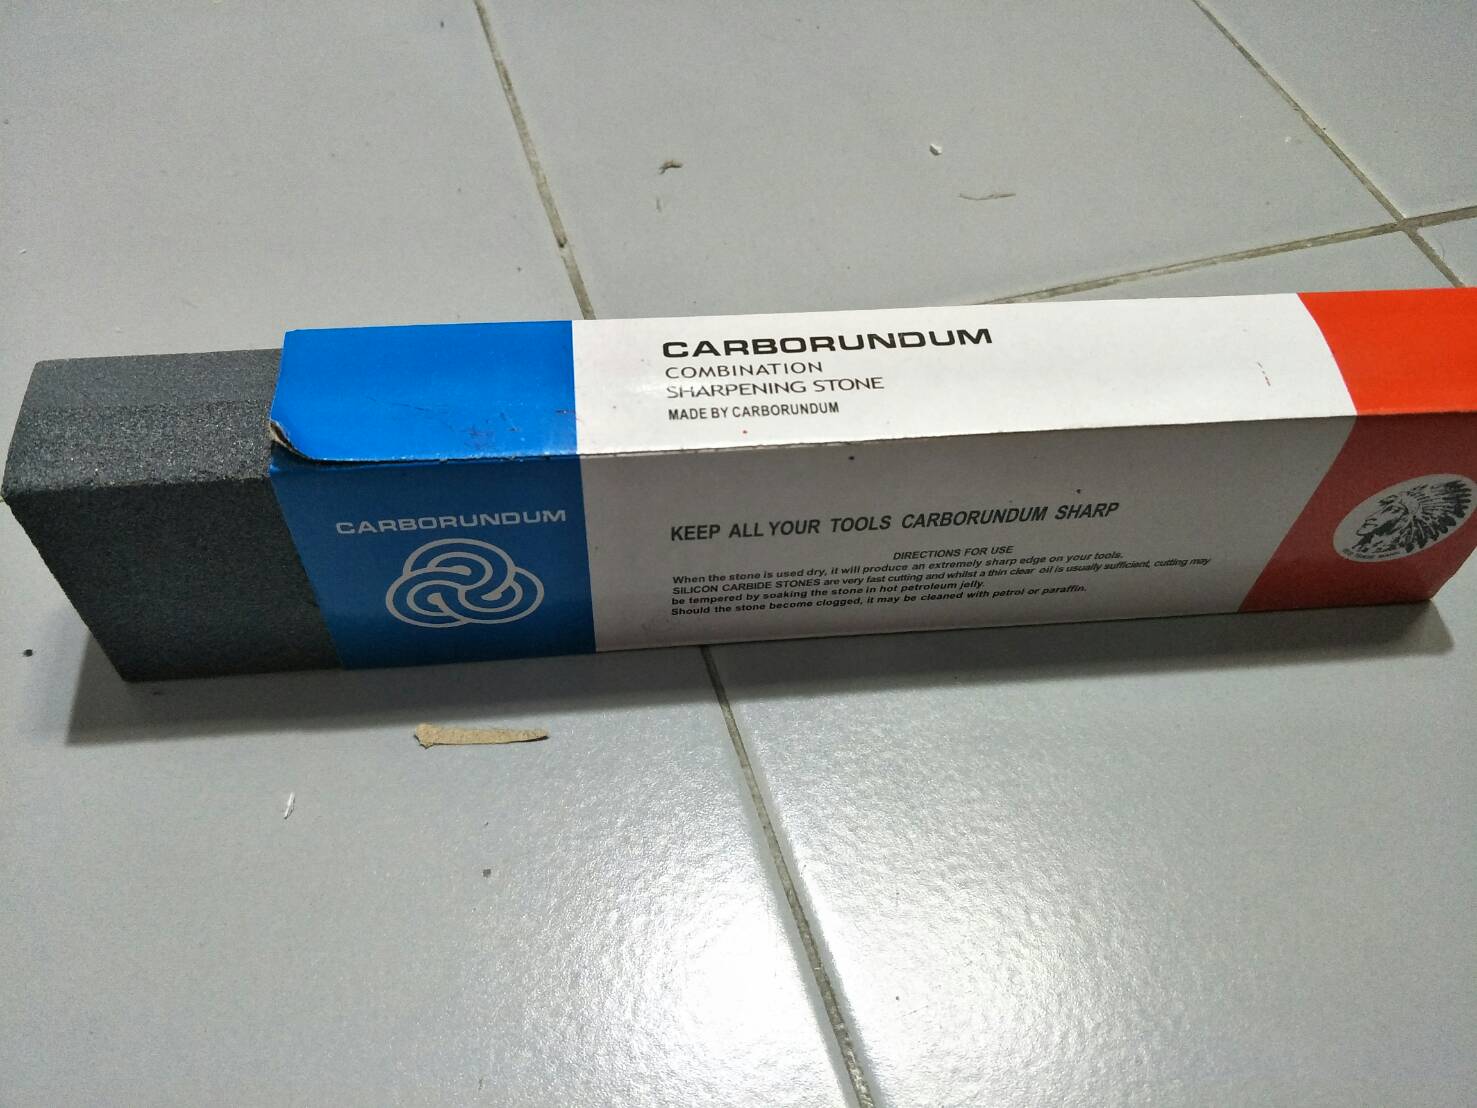 CARBORUNDUM
COMBINATION
SHARPENING STONE
MADE BY CARBORUNDUM
CARBORUNDUM
KEEP ALL YOUR TOOLS CARBORUNDUM SHARP
DIRECTIONS FOR USE
When the stone is used dry, it will produce an extremely sharp edge on your tools.
SILICON CARBIDE STONES are very fast cutting and whilst a thin clear oil is usually sufficient, cutting may
be tempered by soaking the stone in hot petroleum jelly.
Should the stone become clogged, it may be cleaned with petrol or paraffin.